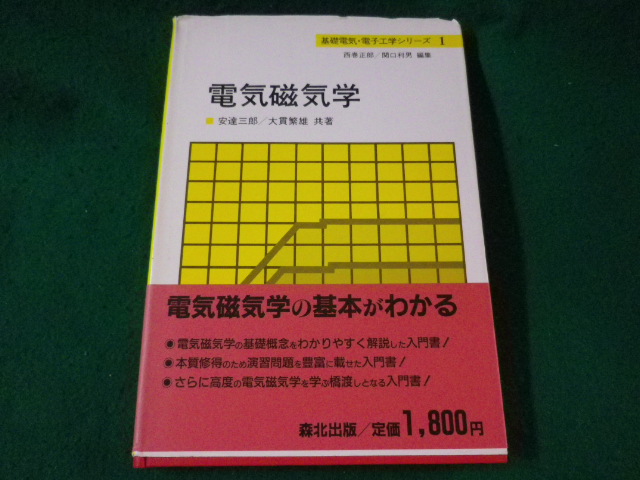 基礎電気・電子工学シリーズ 1
西巻正郎／関口利男 編集
電気磁気学
■ 安達三郎／大貫繁雄 共著
電気磁気学の基本がわかる
●電気磁気学の基礎概念をわかりやすく解説した入門書！
●本質修得のため演習問題を豊富に載せた入門書！
●さらに高度の電気磁気学を学ぶ橋渡しとなる入門書！
森北出版／定価1,800円